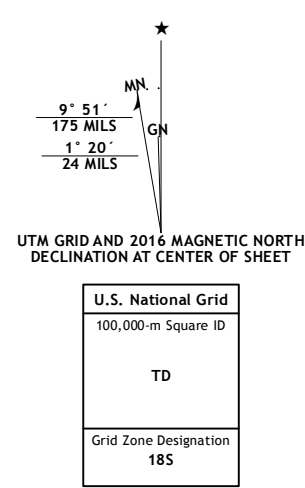 ★
MN
9° 51´
175 MILS
GN
1° 20´
24 MILS
UTM GRID AND 2016 MAGNETIC NORTH
DECLINATION AT CENTER OF SHEET
U.S. National Grid
100,000-m Square ID
TD
Grid Zone Designation
18S